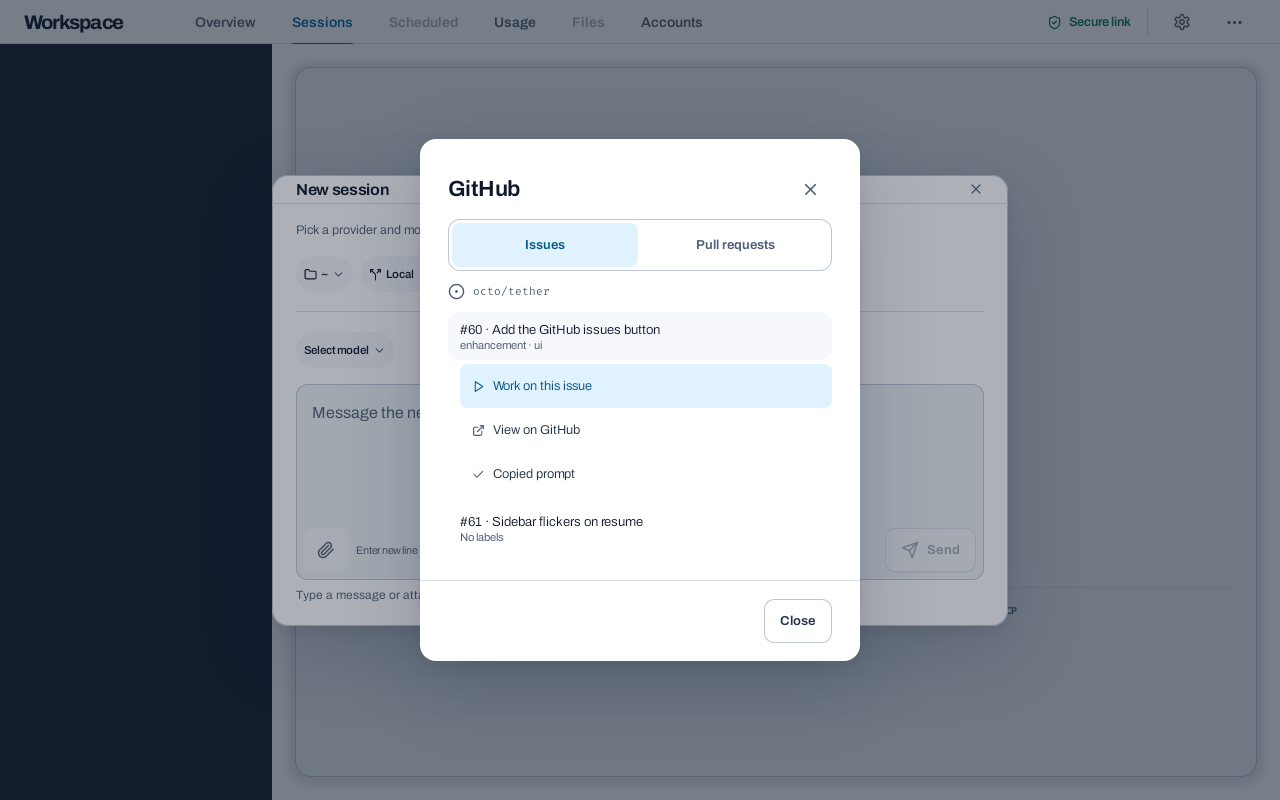 Workspace
Overview
Sessions
Scheduled
Usage
Files
Accounts
Secure link
New session
Pick a provider and mo
~
Local
Select model
Message the ne
Enter new line
Send
Type a message or atta
CP
GitHub
Issues
Pull requests
octo/tether
#60 · Add the GitHub issues button
enhancement · ui
Work on this issue
View on GitHub
Copied prompt
#61 · Sidebar flickers on resume
No labels
Close